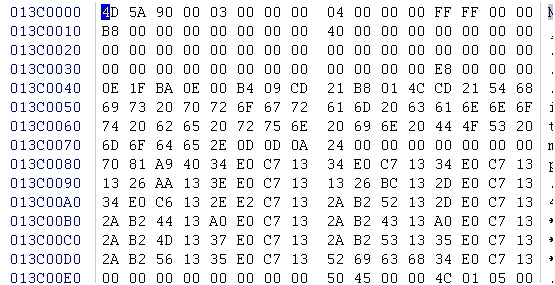 013C0000 4D 5A 90 00 03 00 00 00 04 00 00 00 FF FF 00 00
013C0010 B8 00 00 00 00 00 00 00 40 00 00 00 00 00 00 00
013C0020 00 00 00 00 00 00 00 00 00 00 00 00 00 00 00 00
013C0030 00 00 00 00 00 00 00 00 00 00 00 00 E8 00 00 00
013C0040 0E 1F BA 0E 00 B4 09 CD 21 B8 01 4C CD 21 54 68
013C0050 69 73 20 70 72 6F 67 72 61 6D 20 63 61 6E 6E 6F
013C0060 74 20 62 65 20 72 75 6E 20 69 6E 20 44 4F 53 20
013C0070 6D 6F 64 65 2E 0D 0D 0A 24 00 00 00 00 00 00 00
013C0080 70 81 A9 40 34 E0 C7 13 34 E0 C7 13 34 E0 C7 13
013C0090 13 26 AA 13 3E E0 C7 13 13 26 BC 13 2D E0 C7 13
013C00A0 34 E0 C6 13 2E E2 C7 13 2A B2 52 13 2D E0 C7 13
013C00B0 2A B2 44 13 A0 E0 C7 13 2A B2 43 13 A0 E0 C7 13
013C00C0 2A B2 4D 13 37 E0 C7 13 2A B2 53 13 35 E0 C7 13
013C00D0 2A B2 56 13 35 E0 C7 13 52 69 63 68 34 E0 C7 13
013C00E0 00 00 00 00 00 00 00 00 50 45 00 00 4C 01 05 00